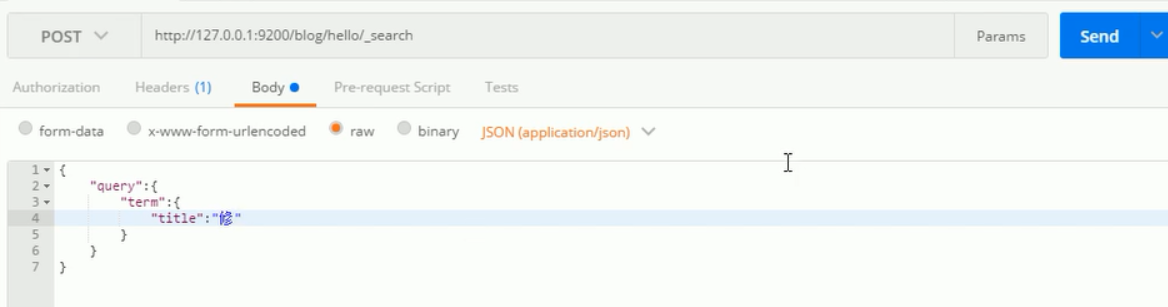 POST http://127.0.0.1:9200/blog/hello/_search Params Send
Authorization Headers (1) Body Pre-request Script Tests
form-data x-www-form-urlencoded raw binary JSON (application/json)
1 {
2 "query":{
3 "term":{
4 "title":"修"
5 }
6 }
7 }